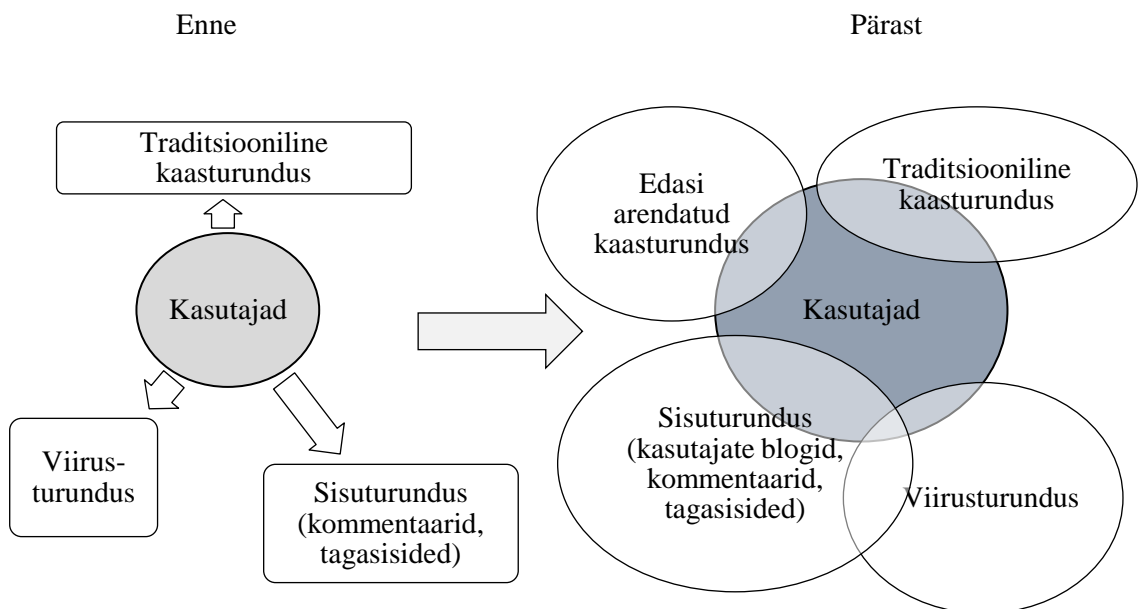 Enne
Pärast
Traditsiooniline
kaasturundus
Kasutajad
Viirus-
turundus
Sisuturundus
(kommentaarid,
tagasisided)
Edasi
arendatud
kaasturundus
Traditsiooniline
kaasturundus
Kasutajad
Sisuturundus
(kasutajate blogid,
kommentaarid,
tagasisided)
Viirusturundus